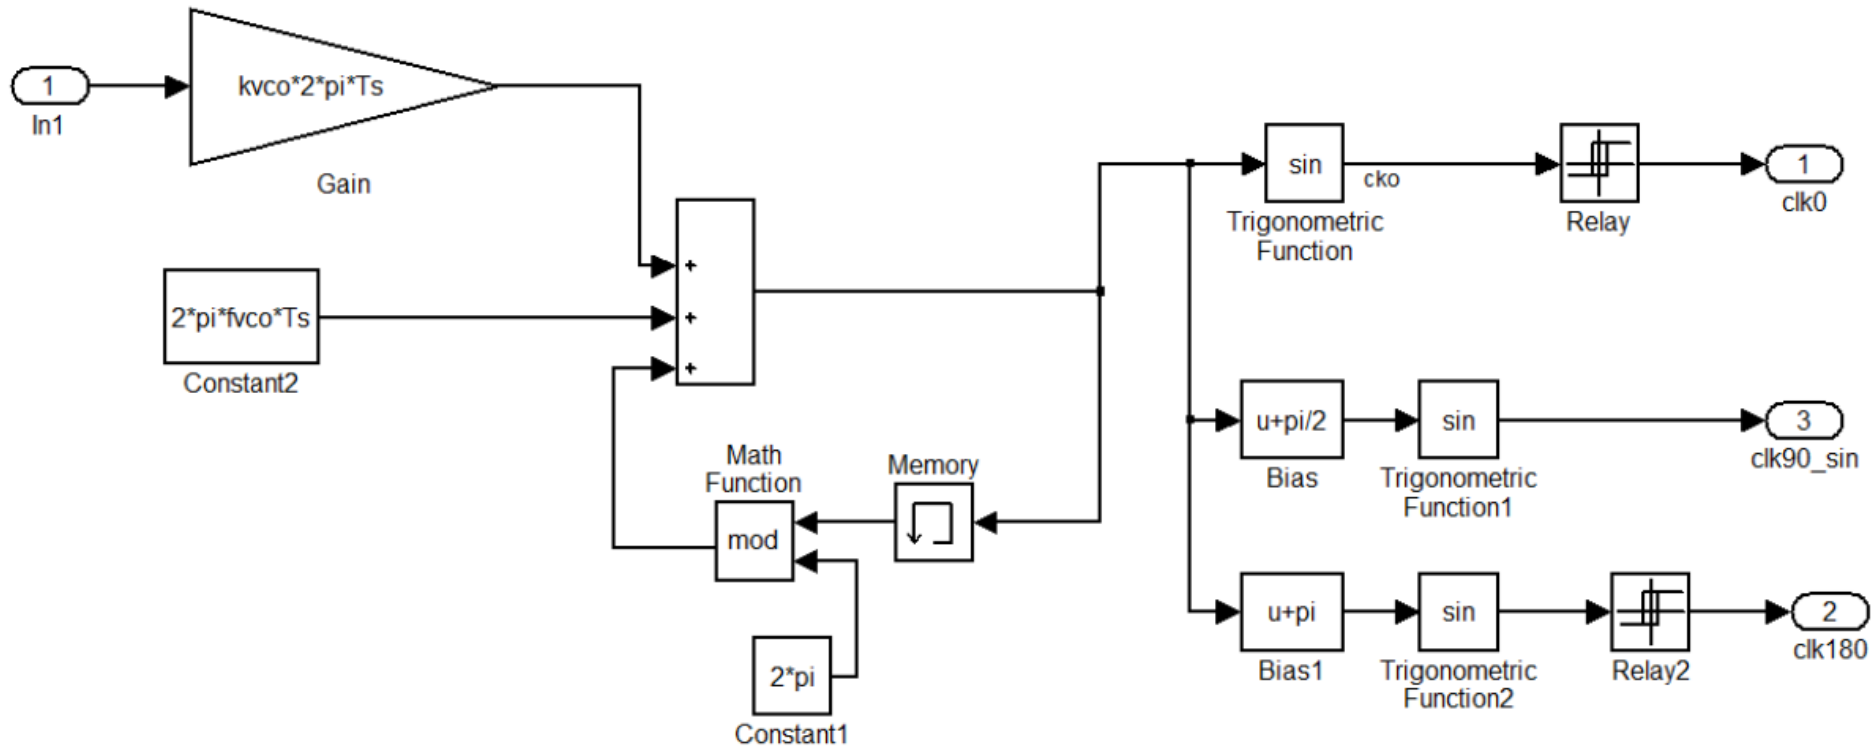 1
In1
kvco*2*pi*Ts
Gain
2*pi*fvco*Ts
Constant2
+
+
+
Math
Function
mod
Memory
2*pi
Constant1
sin
Trigonometric
Function
cko
Relay
1
clk0
u+pi/2
Bias
sin
Trigonometric
Function1
3
clk90_sin
u+pi
Bias1
sin
Trigonometric
Function2
Relay2
2
clk180